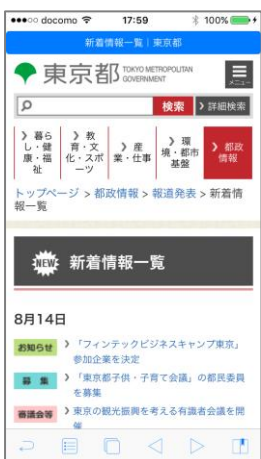 docomo 17:59 100%
新着情報一覧｜東京都
東京都 TOKYO METROPOLITAN
GOVERNMENT
メニュー
検索 》詳細検索
》暮ら
し・健
康・福
祉
》教
育・文
化・スポ
ーツ
》産
業・仕事
》環
境・都市
基盤
》都政
情報
トップページ > 都政情報 > 報道発表 > 新着情
報一覧
NEW 新着情報一覧
8月14日
お知らせ 》「フィンテックビジネスキャンプ東京」
参加企業を決定
募 集 》「東京都子供・子育て会議」の都民委員
を募集
審議会等 》東京の観光振興を考える有識者会議を開
催